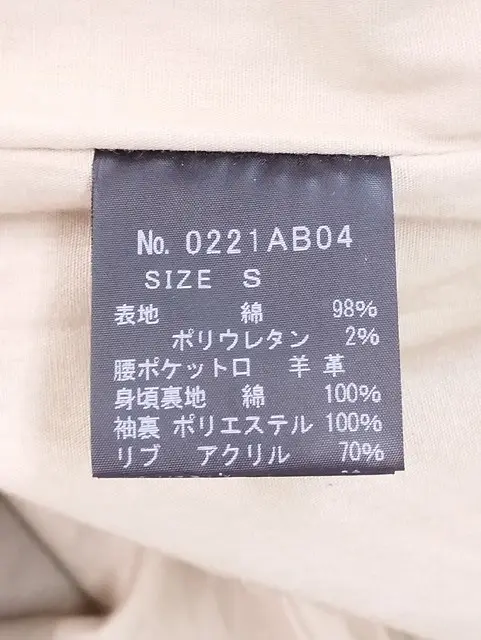 No. 0221AB04
SIZE S
表地 綿 98%
ポリウレタン 2%
腰ポケット口 羊革
身頃裏地 綿 100%
袖裏 ポリエステル 100%
リブ アクリル 70%